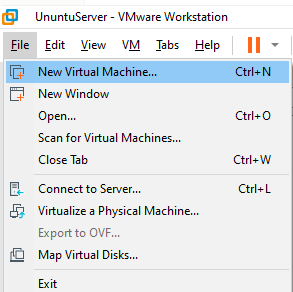 UnuntuServer - VMware Workstation
File Edit View VM Tabs Help
New Virtual Machine... Ctrl+N
New Window
Open... Ctrl+O
Scan for Virtual Machines...
Close Tab Ctrl+W
Connect to Server... Ctrl+L
Virtualize a Physical Machine...
Export to OVF...
Map Virtual Disks...
Exit